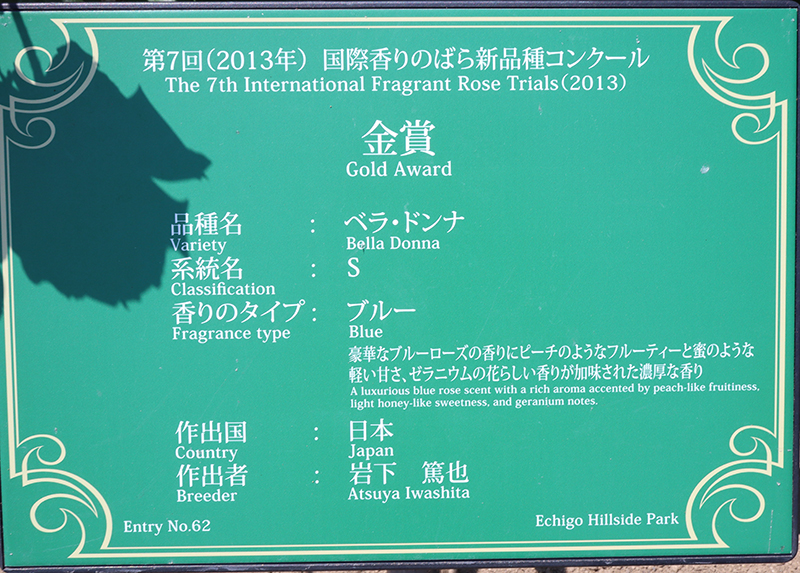 第7回(2013年) 国際香りのばら新品種コンクール
The 7th International Fragrant Rose Trials(2013)
金賞
Gold Award
品種名 : ベラ・ドンナ
Variety Bella Donna
系統名 : S
Classification
香りのタイプ : ブルー
Fragrance type Blue
豪華なブルーローズの香りにピーチのようなフルーティーと蜜のような
軽い甘さ、ゼラニウムの花らしい香りが加味された濃厚な香り
A luxurious blue rose scent with a rich aroma accented by peach-like fruitiness,
light honey-like sweetness, and geranium notes.
作出国 : 日本
Country Japan
作出者 : 岩下 篤也
Breeder Atsuya Iwashita
Entry No.62 Echigo Hillside Park